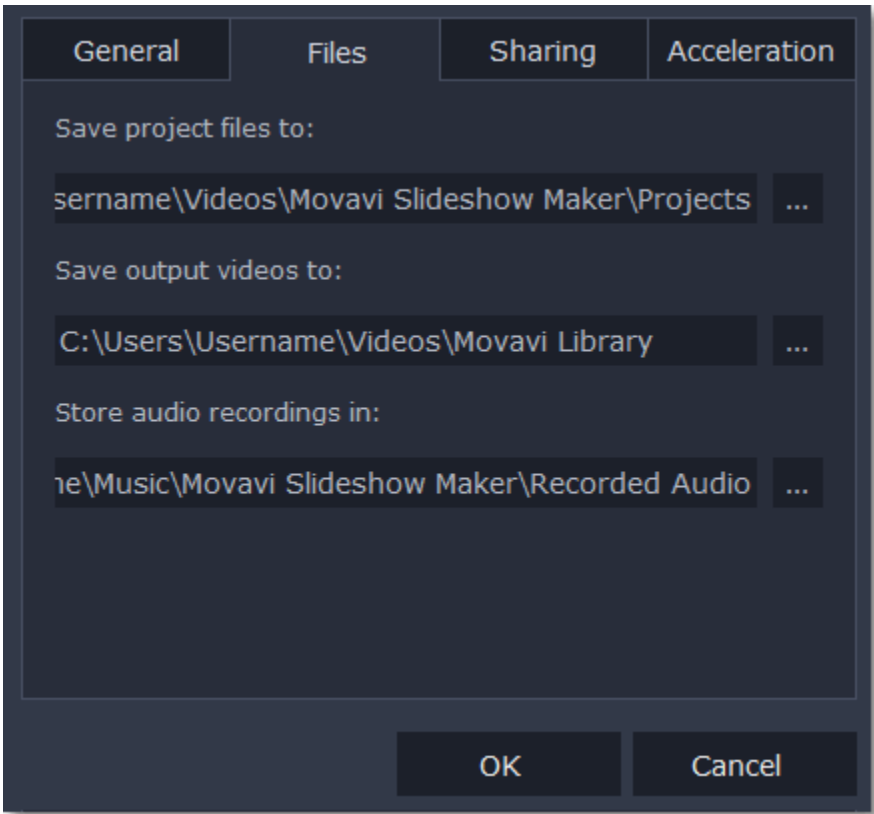 General
Files
Sharing
Acceleration
Save project files to:
sername\Videos\Movavi Slideshow Maker\Projects
...
Save output videos to:
C:\Users\Username\Videos\Movavi Library
...
Store audio recordings in:
ne\Music\Movavi Slideshow Maker\Recorded Audio
...
OK
Cancel